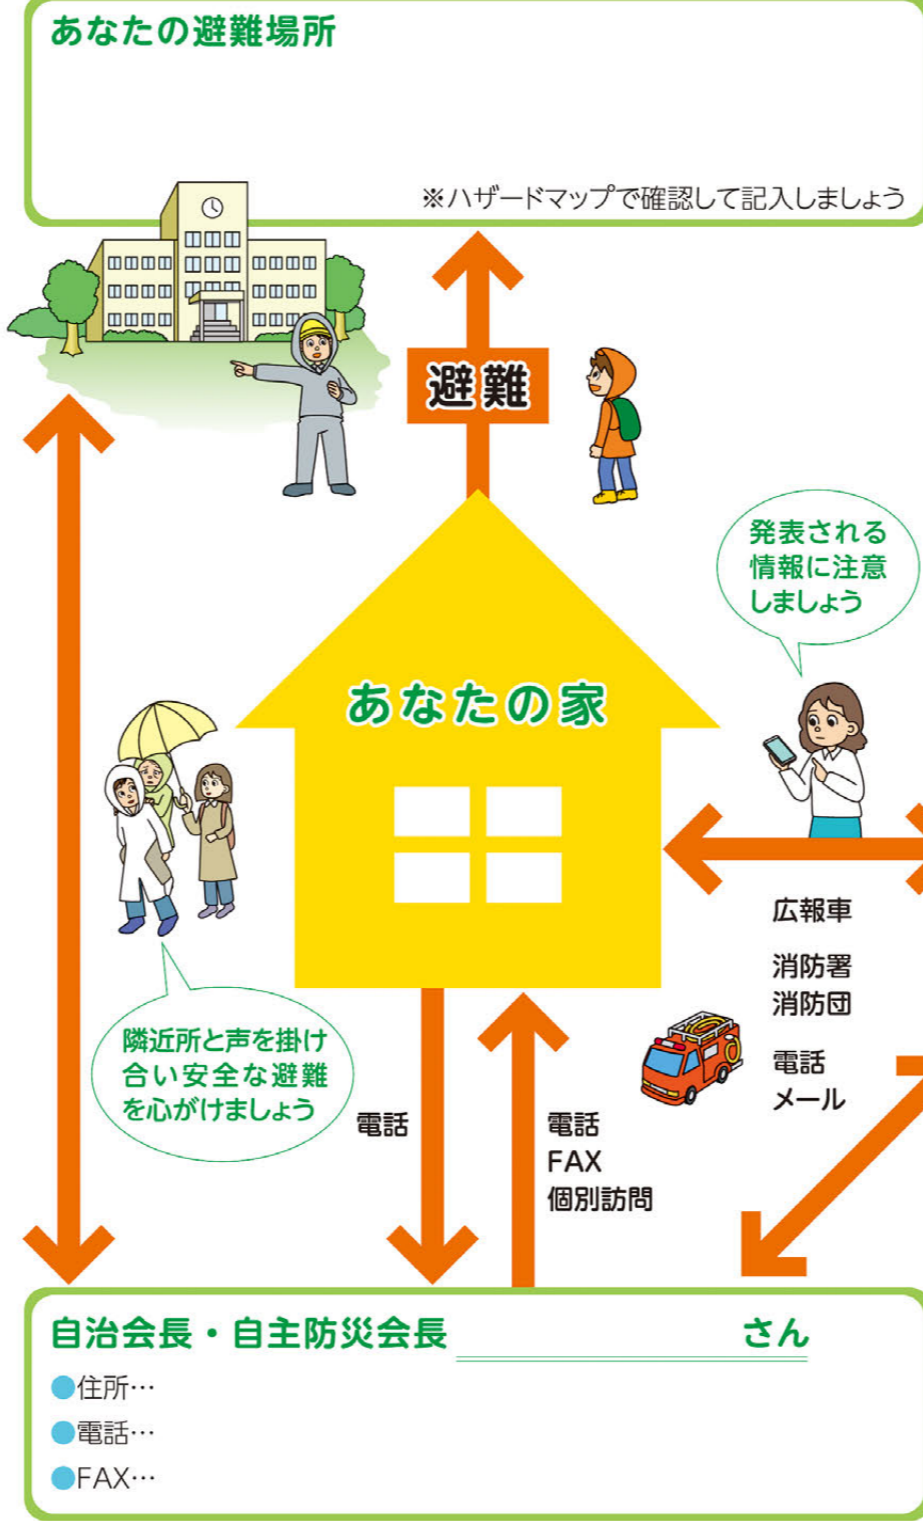 あなたの避難場所
※ハザードマップで確認して記入しましょう
避難
発表される
情報に注意
しましょう
あなたの家
広報車
消防署
消防団
電話
メール
隣近所と声を掛け
合い安全な避難
を心がけましょう
電話
電話
FAX
個別訪問
自治会長・自主防災会長 さん
●住所…
●電話…
●FAX…